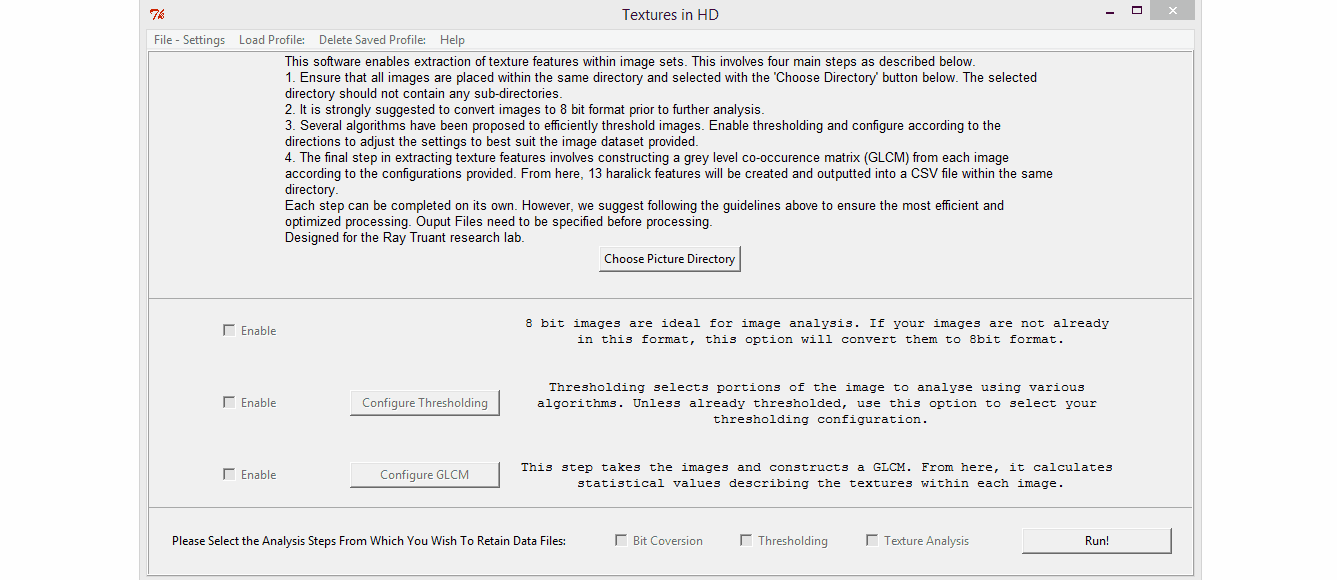 Textures in HD
File - Settings Load Profile: Delete Saved Profile: Help
This software enables extraction of texture features within image sets. This involves four main steps as described below.
1. Ensure that all images are placed within the same directory and selected with the 'Choose Directory' button below. The selected
directory should not contain any sub-directories.
2. It is strongly suggested to convert images to 8 bit format prior to further analysis.
3. Several algorithms have been proposed to efficiently threshold images. Enable thresholding and configure according to the
directions to adjust the settings to best suit the image dataset provided.
4. The final step in extracting texture features involves constructing a grey level co-occurence matrix (GLCM) from each image
according to the configurations provided. From here, 13 haralick features will be created and outputted into a CSV file within the same
directory.
Each step can be completed on its own. However, we suggest following the guidelines above to ensure the most efficient and
optimized processing. Ouput Files need to be specified before processing.
Designed for the Ray Truant research lab.
Choose Picture Directory
Enable
8 bit images are ideal for image analysis. If your images are not already
in this format, this option will convert them to 8bit format.
Enable
Configure Thresholding
Thresholding selects portions of the image to analyse using various
algorithms. Unless already thresholded, use this option to select your
thresholding configuration.
Enable
Configure GLCM
This step takes the images and constructs a GLCM. From here, it calculates
statistical values describing the textures within each image.
Please Select the Analysis Steps From Which You Wish To Retain Data Files: Bit Coversion Thresholding Texture Analysis Run!